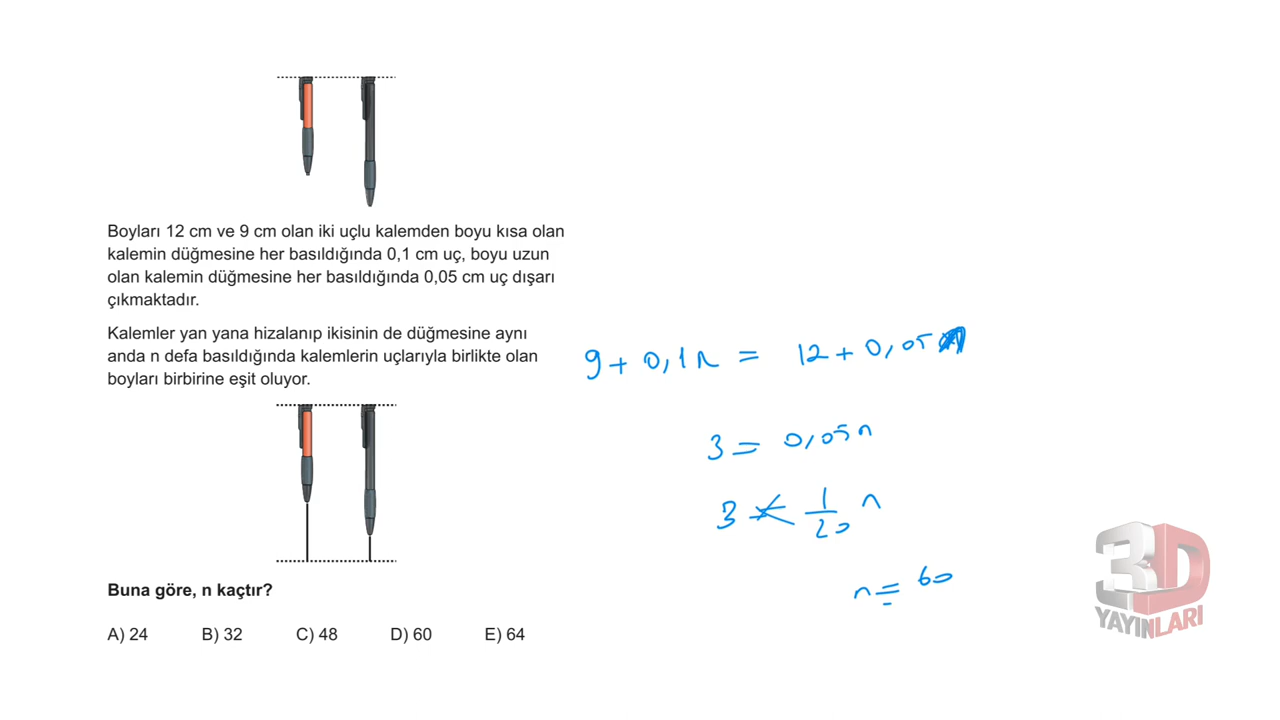 Boyları 12 cm ve 9 cm olan iki uçlu kalemden boyu kısa olan
kalemin düğmesine her basıldığında 0,1 cm uç, boyu uzun
olan kalemin düğmesine her basıldığında 0,05 cm uç dışarı
çıkmaktadır.
Kalemler yan yana hizalanıp ikisinin de düğmesine aynı
anda n defa basıldığında kalemlerin uçlarıyla birlikte olan
boyları birbirine eşit oluyor.
Buna göre, n kaçtır?
A) 24 B) 32 C) 48 D) 60 E) 64
9 + 0,1n = 12 + 0,05n
3 = 0,05n
3 = 1/20 n
n = 60
3D
YAYINLARI